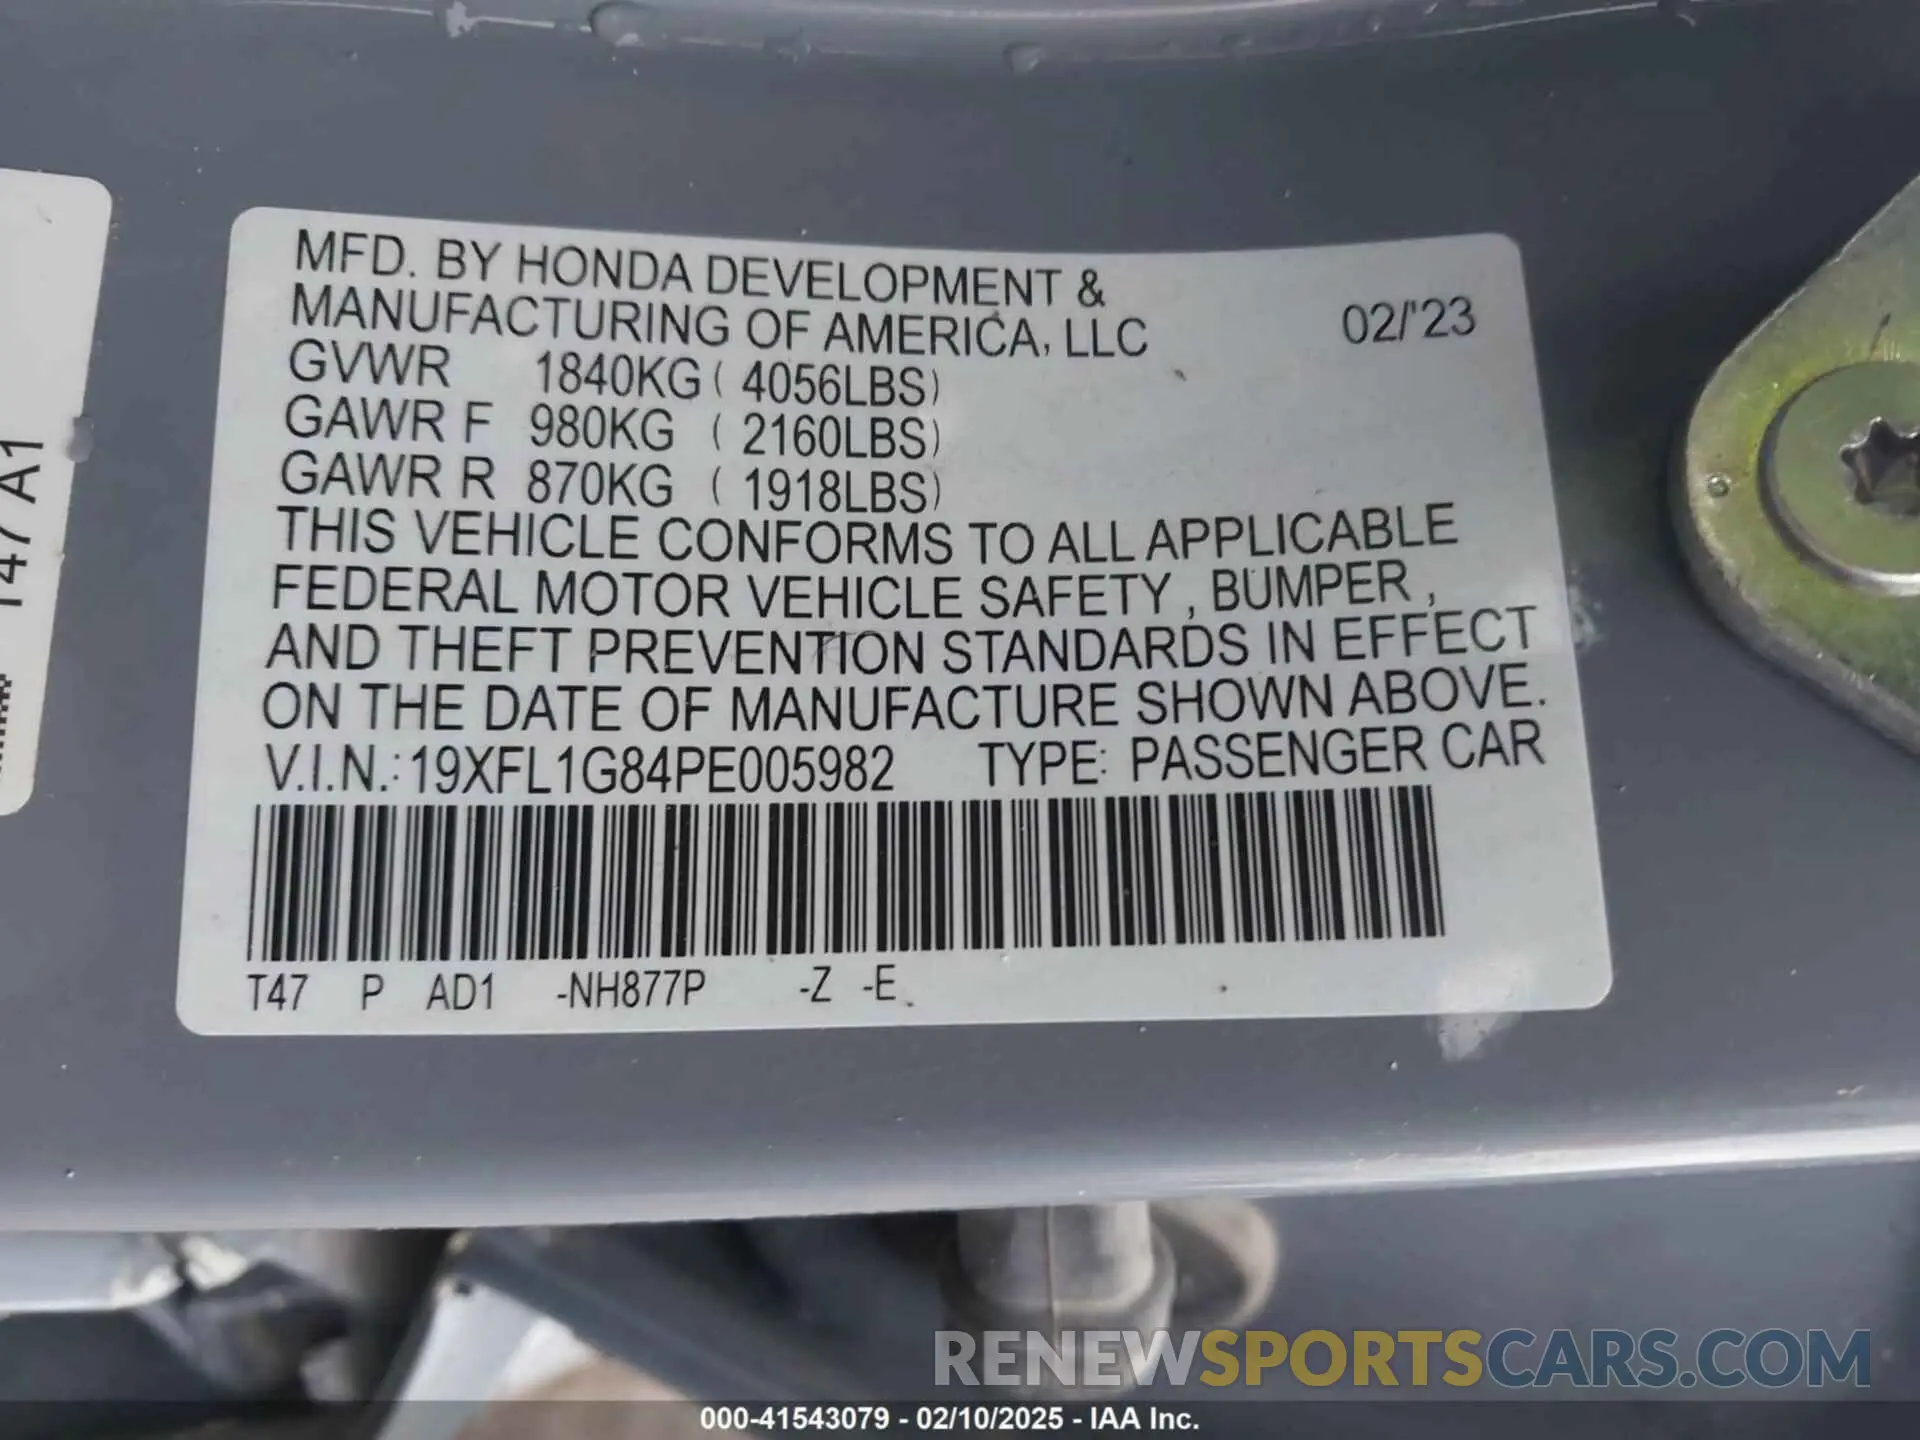 MFD. BY HONDA DEVELOPMENT &
MANUFACTURING OF AMERICA, LLC
02/'23
GVWR 1840KG ( 4056LBS)
GAWR F 980KG ( 2160LBS)
GAWR R 870KG ( 1918LBS)
THIS VEHICLE CONFORMS TO ALL APPLICABLE
FEDERAL MOTOR VEHICLE SAFETY , BUMPER ,
AND THEFT PREVENTION STANDARDS IN EFFECT
ON THE DATE OF MANUFACTURE SHOWN ABOVE.
V.I.N.: 19XFL1G84PE005982 TYPE: PASSENGER CAR
T47 P AD1 -NH877P -Z -E
RENEWSPORTSCARS.COM
000-41543079 - 02/10/2025 - IAA Inc.